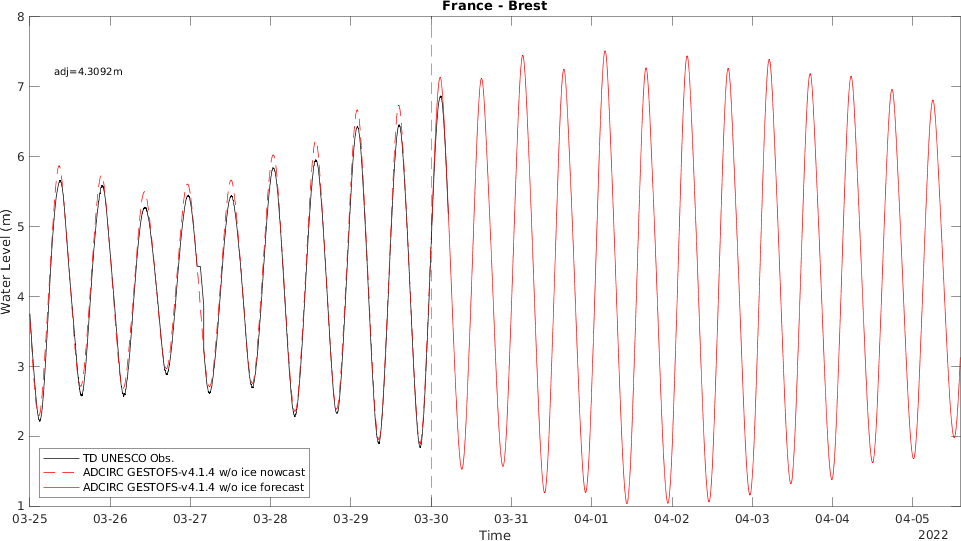 France - Brest
adj=4.3092m
8
7
6
5
4
3
2
1
Water Level (m)
TD UNESCO Obs.
ADCIRC GESTOFS-v4.1.4 w/o ice nowcast
ADCIRC GESTOFS-v4.1.4 w/o ice forecast
03-25 03-26 03-27 03-28 03-29 03-30 03-31 04-01 04-02 04-03 04-04 04-05
Time
2022